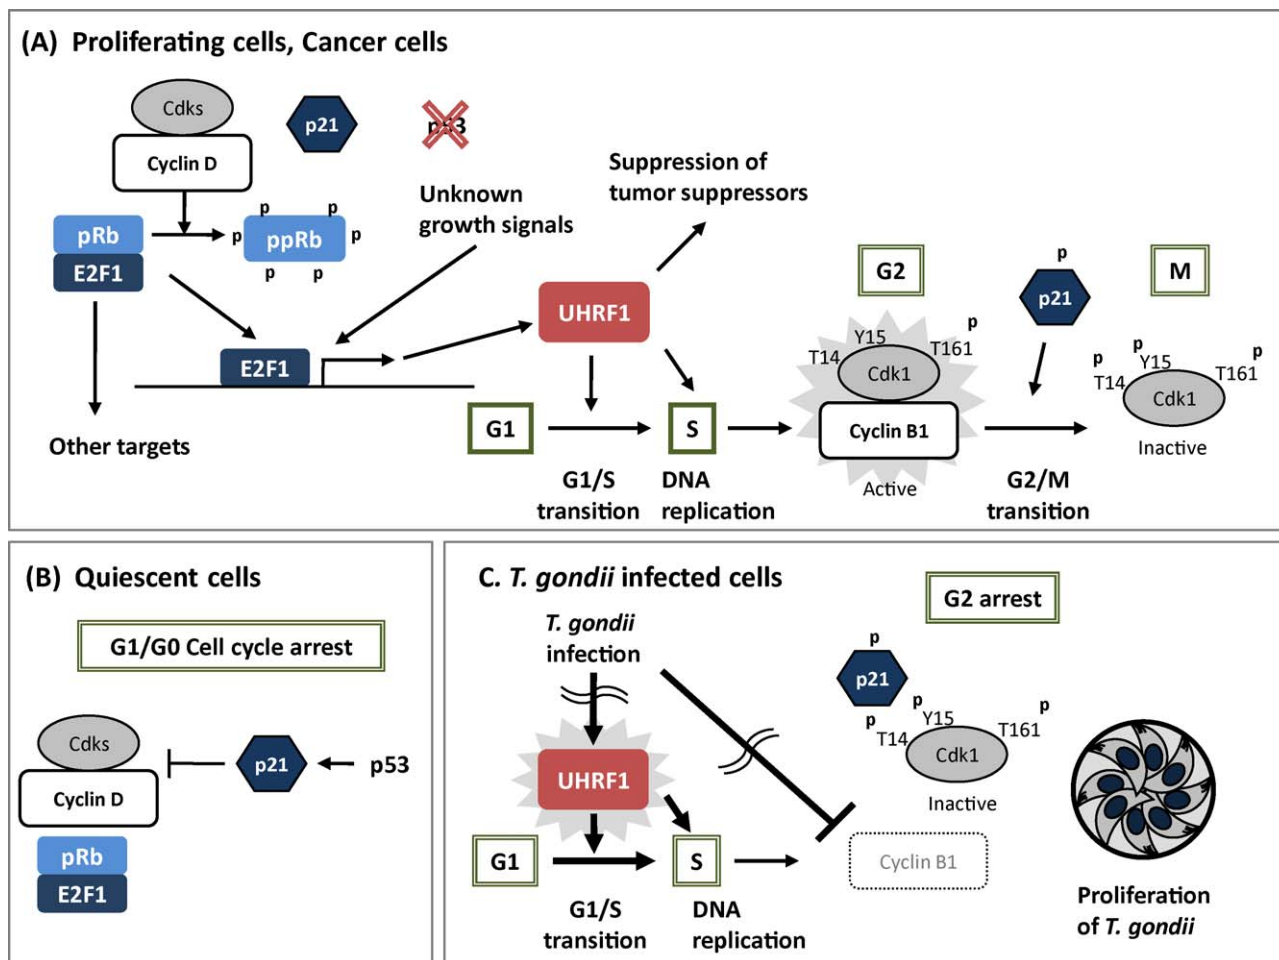 (A) Proliferating cells, Cancer cells
Cdks
Cyclin D
p21
p53
Unknown
growth signals
Suppression of
tumor suppressors
pRb
E2F1
p
p
p
ppRb
p
p
p
UHRF1
E2F1
Other targets
G1
S
G1/S
transition
DNA
replication
G2
T14
Y15
T161
p
Cdk1
Cyclin B1
Active
p
p21
G2/M
transition
M
p
T14
p
Y15
p
T161
Cdk1
Inactive
(B) Quiescent cells
G1/G0 Cell cycle arrest
Cdks
Cyclin D
p21
p53
pRb
E2F1
C. T. gondii infected cells
T. gondii
infection
UHRF1
G1
S
G1/S
transition
DNA
replication
G2 arrest
p
p21
p
T14
p
Y15
p
T161
Cdk1
Inactive
Cyclin B1
Proliferation
of T. gondii